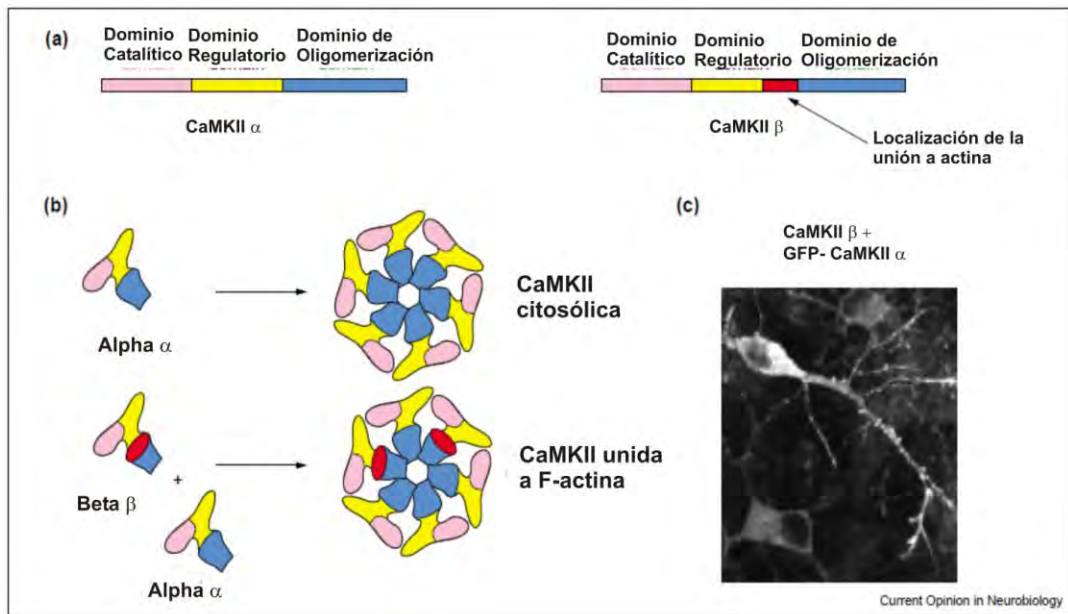 (a)
Dominio
Catalítico
Dominio
Regulatorio
Dominio de
Oligomerización
CaMKII α
Dominio
Catalítico
Dominio
Regulatorio
Dominio de
Oligomerización
CaMKII β
Localización de la
unión a actina
(b)
Alpha α
CaMKII
citosólica
Beta β
+
Alpha α
CaMKII unida
a F-actina
(c)
CaMKII β +
GFP- CaMKII α
Current Opinion in Neurobiology